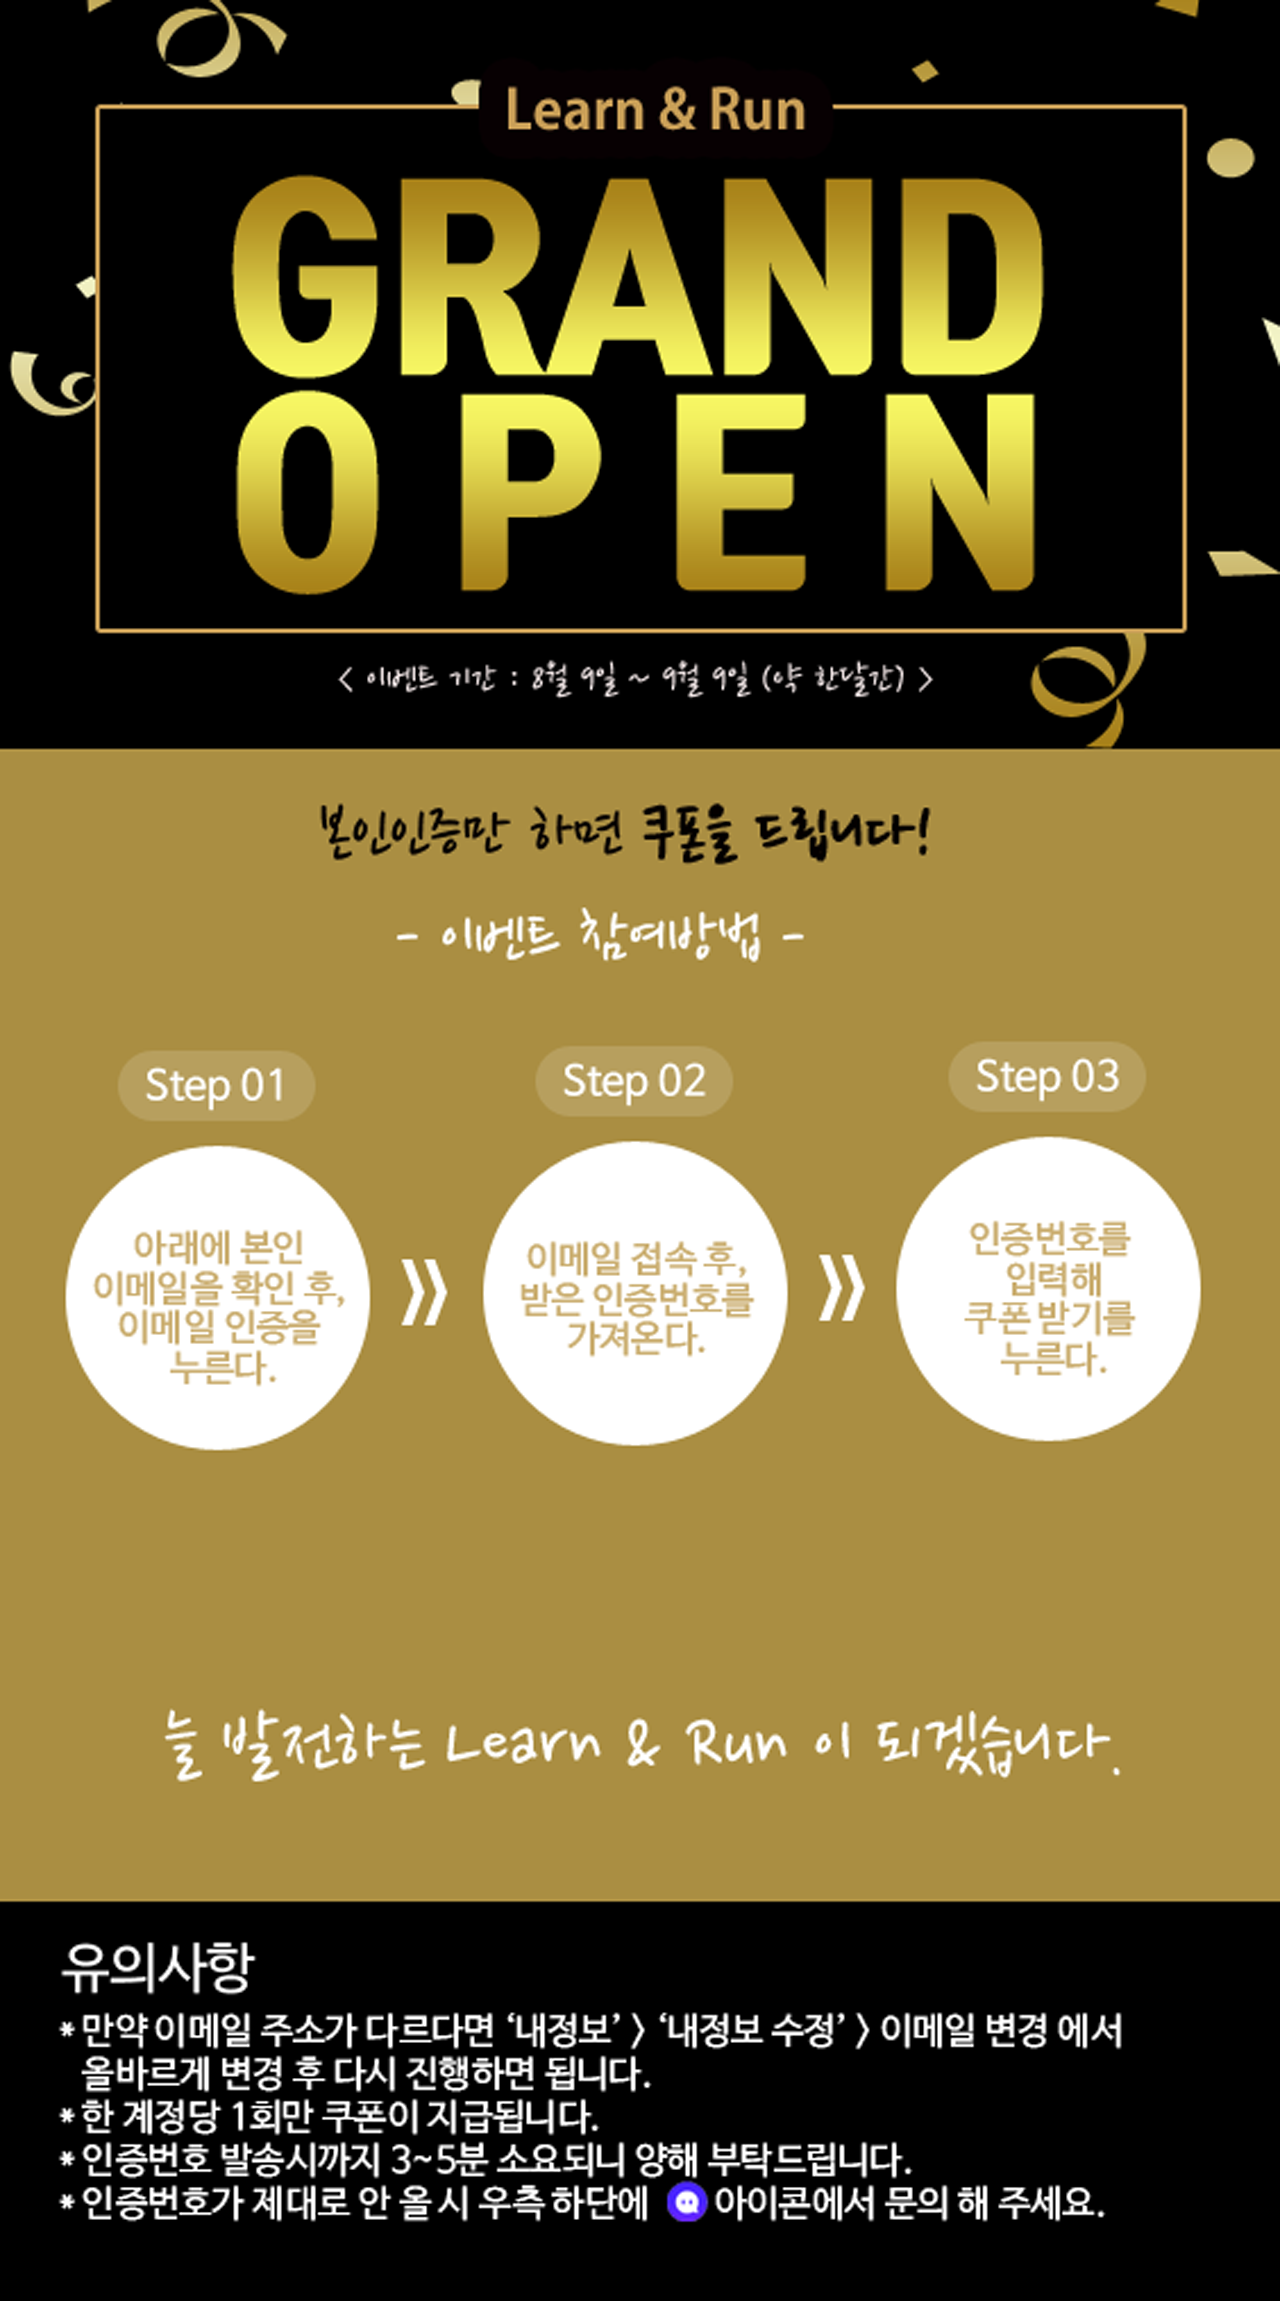 Learn & Run
GRAND
OPEN
< 이벤트 기간 : 8월 9일 ~ 9월 9일 (약 한달간) >
본인인증만 하면 쿠폰을 드립니다!
- 이벤트 참여방법 -
Step 01
아래에 본인
이메일을 확인 후,
이메일 인증을
누른다.
Step 02
이메일 접속 후,
받은 인증번호를
가져온다.
Step 03
인증번호를
입력해
쿠폰 받기를
누른다.
늘 발전하는 Learn & Run 이 되겠습니다.
유의사항
* 만약 이메일 주소가 다르다면 ‘내정보’ > ‘내정보 수정’ > 이메일 변경 에서
올바르게 변경 후 다시 진행하면 됩니다.
* 한 계정당 1회만 쿠폰이 지급됩니다.
* 인증번호 발송시까지 3~5분 소요되니 양해 부탁드립니다.
* 인증번호가 제대로 안 올 시 우측 하단에 아이콘에서 문의 해 주세요.